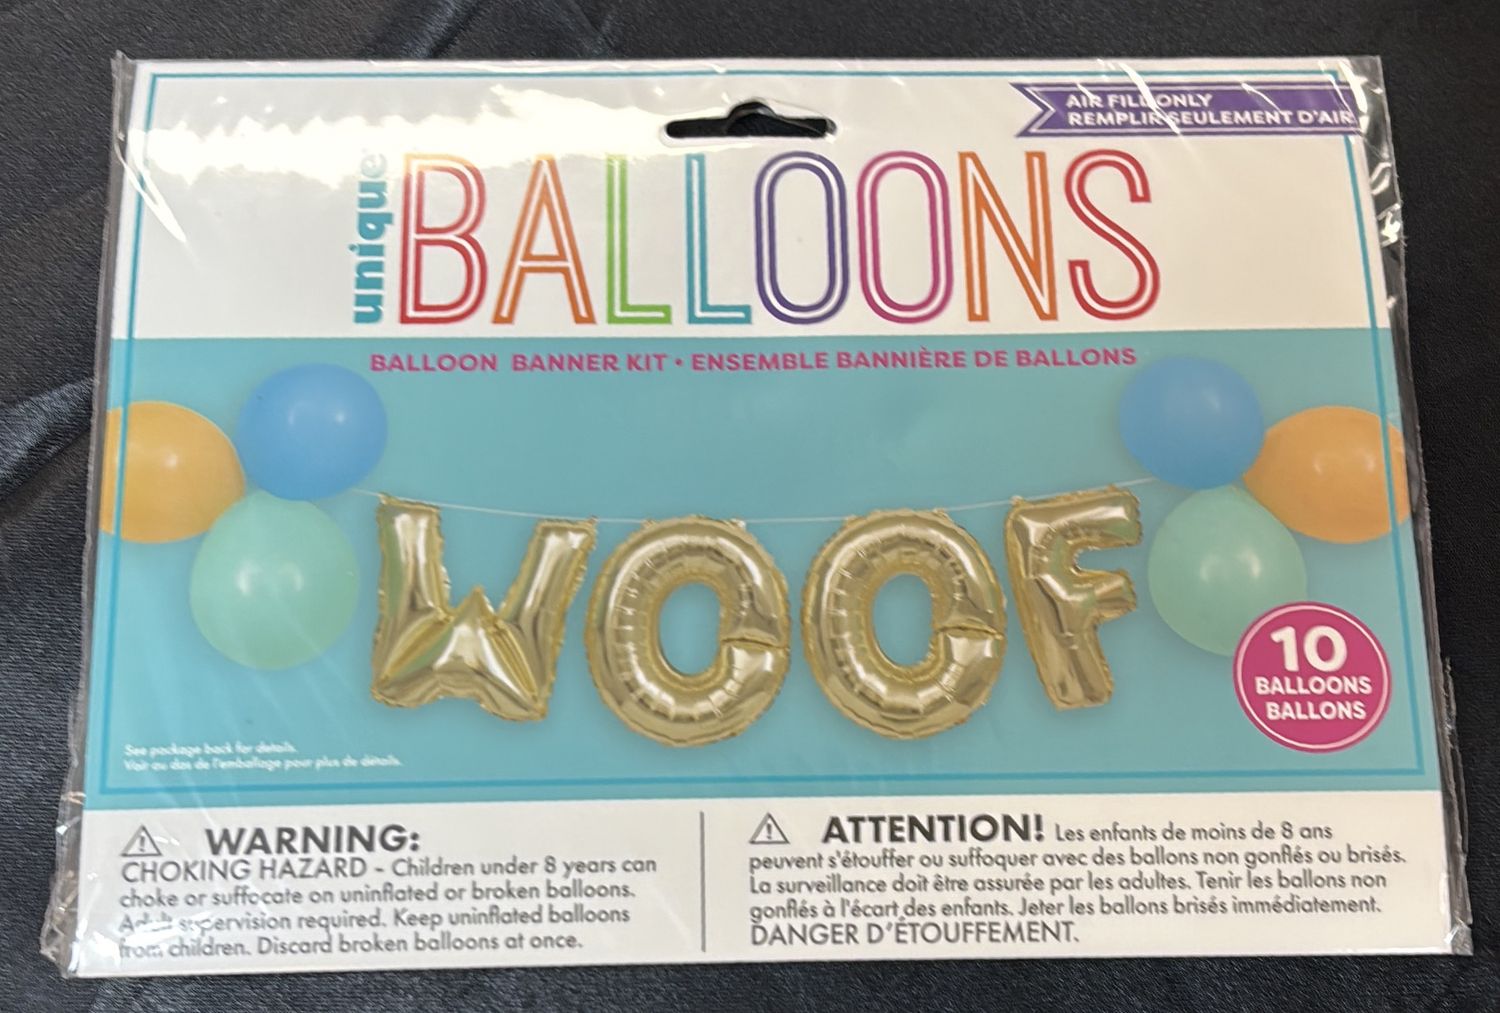 AIR FILL ONLY
REMPLIR SEULEMENT D'AIR
unique
BALLOONS
BALLOON BANNER KIT • ENSEMBLE BANNIÈRE DE BALLONS
WOOF
10
BALLOONS
BALLONS
See package back for details.
Voir au dos de l'emballage pour plus de détails.
⚠ WARNING:
CHOKING HAZARD - Children under 8 years can
choke or suffocate on uninflated or broken balloons.
Adult supervision required. Keep uninflated balloons
from children. Discard broken balloons at once.
⚠ ATTENTION! Les enfants de moins de 8 ans
peuvent s'étouffer ou suffoquer avec des ballons non gonflés ou brisés.
La surveillance doit être assurée par les adultes. Tenir les ballons non
gonflés à l'écart des enfants. Jeter les ballons brisés immédiatement.
DANGER D'ÉTOUFFEMENT.